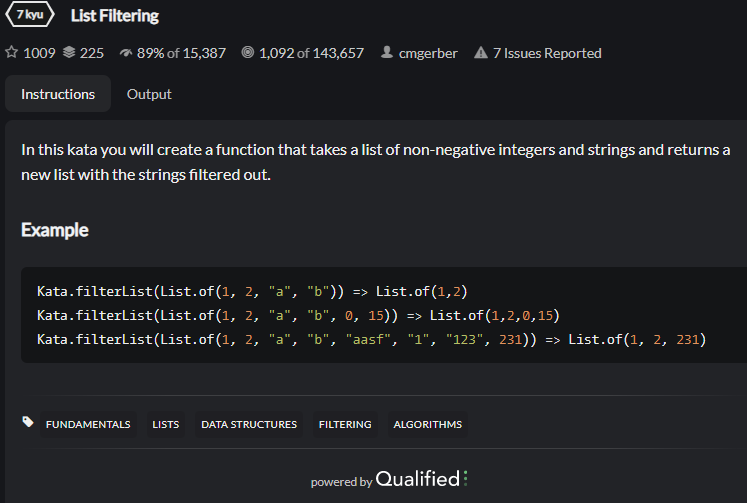 7 kyu List Filtering
1009 225 89% of 15,387 1,092 of 143,657 cmgerber 7 Issues Reported
Instructions Output
In this kata you will create a function that takes a list of non-negative integers and strings and returns a
new list with the strings filtered out.
Example
Kata.filterList(List.of(1, 2, "a", "b")) => List.of(1,2)
Kata.filterList(List.of(1, 2, "a", "b", 0, 15)) => List.of(1,2,0,15)
Kata.filterList(List.of(1, 2, "a", "b", "aasf", "1", "123", 231)) => List.of(1, 2, 231)
FUNDAMENTALS LISTS DATA STRUCTURES FILTERING ALGORITHMS
powered by Qualified